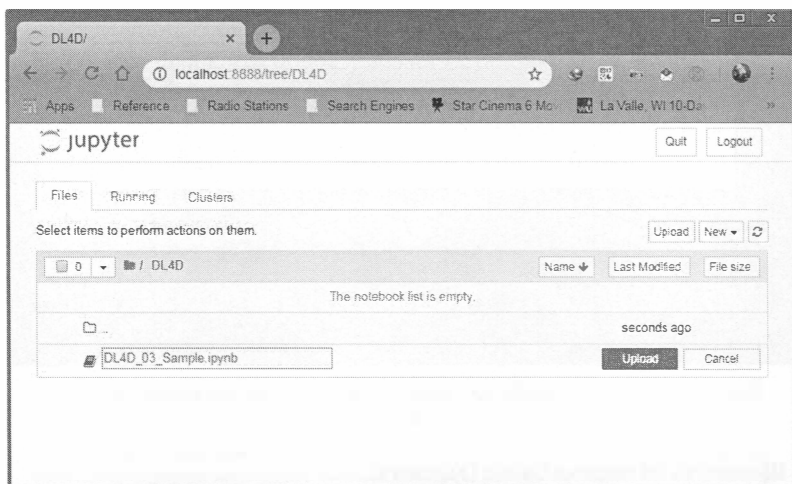 DL4D/
localhost:8888/tree/DL4D
Apps Reference Radio Stations Search Engines Star Cinema 6 Mov La Valle, WI 10-Da
jupyter Quit Logout
Files Running Clusters
Select items to perform actions on them. Upload New
0 / DL4D Name Last Modified File size
The notebook list is empty.
.. seconds ago
DL4D_03_Sample.ipynb Upload Cancel